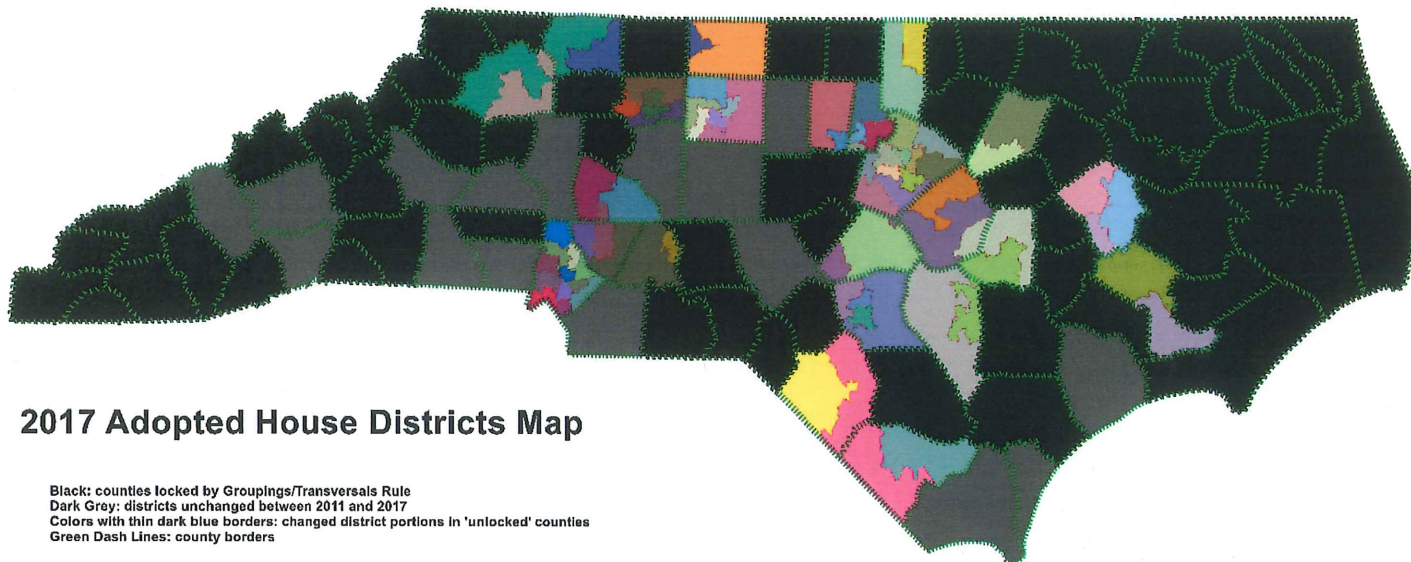 2017 Adopted House Districts Map
Black: counties locked by Groupings/Transversals Rule
Dark Grey: districts unchanged between 2011 and 2017
Colors with thin dark blue borders: changed district portions in 'unlocked' counties
Green Dash Lines: county borders